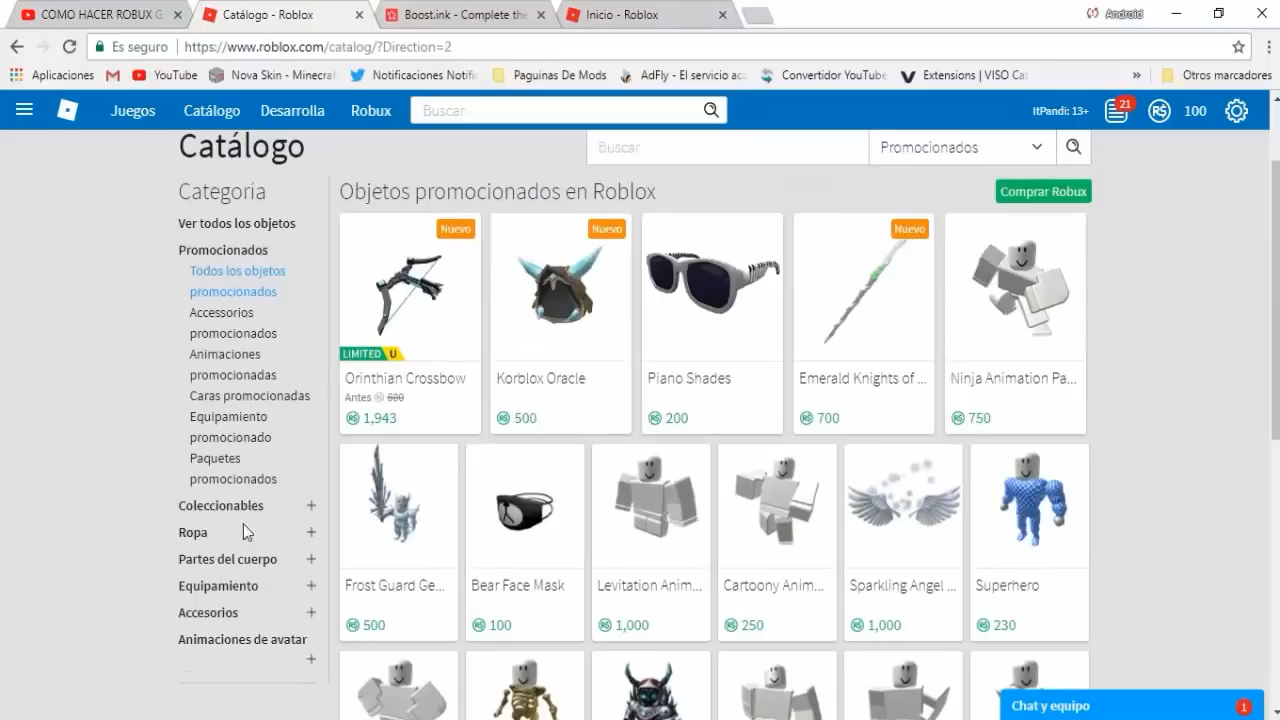 COMO HACER ROBUX G
Catálogo - Roblox
Boost.ink - Complete the
Inicio - Roblox
Android
Es seguro
https://www.roblox.com/catalog/?Direction=2
Aplicaciones
YouTube
Nova Skin - Minecraf
Notificaciones Notifi
Paguinas De Mods
AdFly - El servicio ac
Convertidor YouTube
Extensions | VISO Ca
»
Otros marcadores
Juegos
Catálogo
Desarrolla
Robux
Buscar
ItPandi: 13+
21
R$
100
Catálogo
Buscar
Promocionados
Categoría
Objetos promocionados en Roblox
Comprar Robux
Ver todos los objetos
Promocionados
Todos los objetos
promocionados
Accessorios
promocionados
Animaciones
promocionadas
Caras promocionadas
Equipamiento
promocionado
Paquetes
promocionados
Coleccionables +
Ropa +
Partes del cuerpo +
Equipamiento +
Accesorios +
Animaciones de avatar
+
Nuevo
LIMITED U
Orinthian Crossbow
Antes R$ 600
R$ 1,943
Nuevo
Korblox Oracle
R$ 500
Piano Shades
R$ 200
Nuevo
Emerald Knights of ...
R$ 700
Ninja Animation Pa...
R$ 750
Frost Guard Ge...
R$ 500
Bear Face Mask
R$ 100
Levitation Anim...
R$ 1,000
Cartoony Anim...
R$ 250
Sparkling Angel ...
R$ 1,000
Superhero
R$ 230
Chat y equipo
1